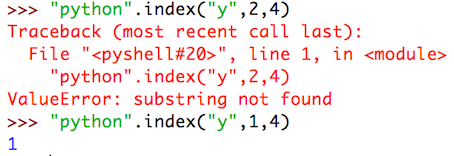 >>> "python".index("y",2,4)
Traceback (most recent call last):
  File "<pyshell#20>", line 1, in <module>
    "python".index("y",2,4)
ValueError: substring not found
>>> "python".index("y",1,4)
1